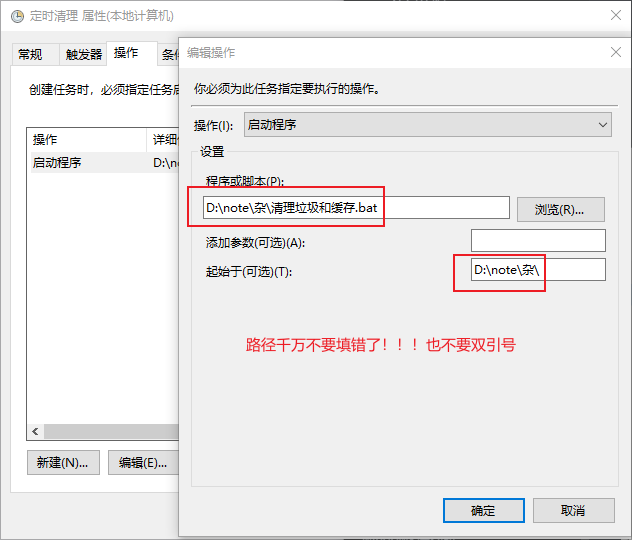 定时清理 属性(本地计算机)
常规
触发器
操作
条件
创建任务时，必须指定任务启
操作
详细信
启动程序
D:\no
新建(N)...
编辑(E)...
编辑操作
你必须为此任务指定要执行的操作。
操作(I):
启动程序
设置
程序或脚本(P):
D:\note\杂\清理垃圾和缓存.bat
浏览(R)...
添加参数(可选)(A):
起始于(可选)(T):
D:\note\杂\
路径千万不要填错了！！！也不要双引号
确定
取消